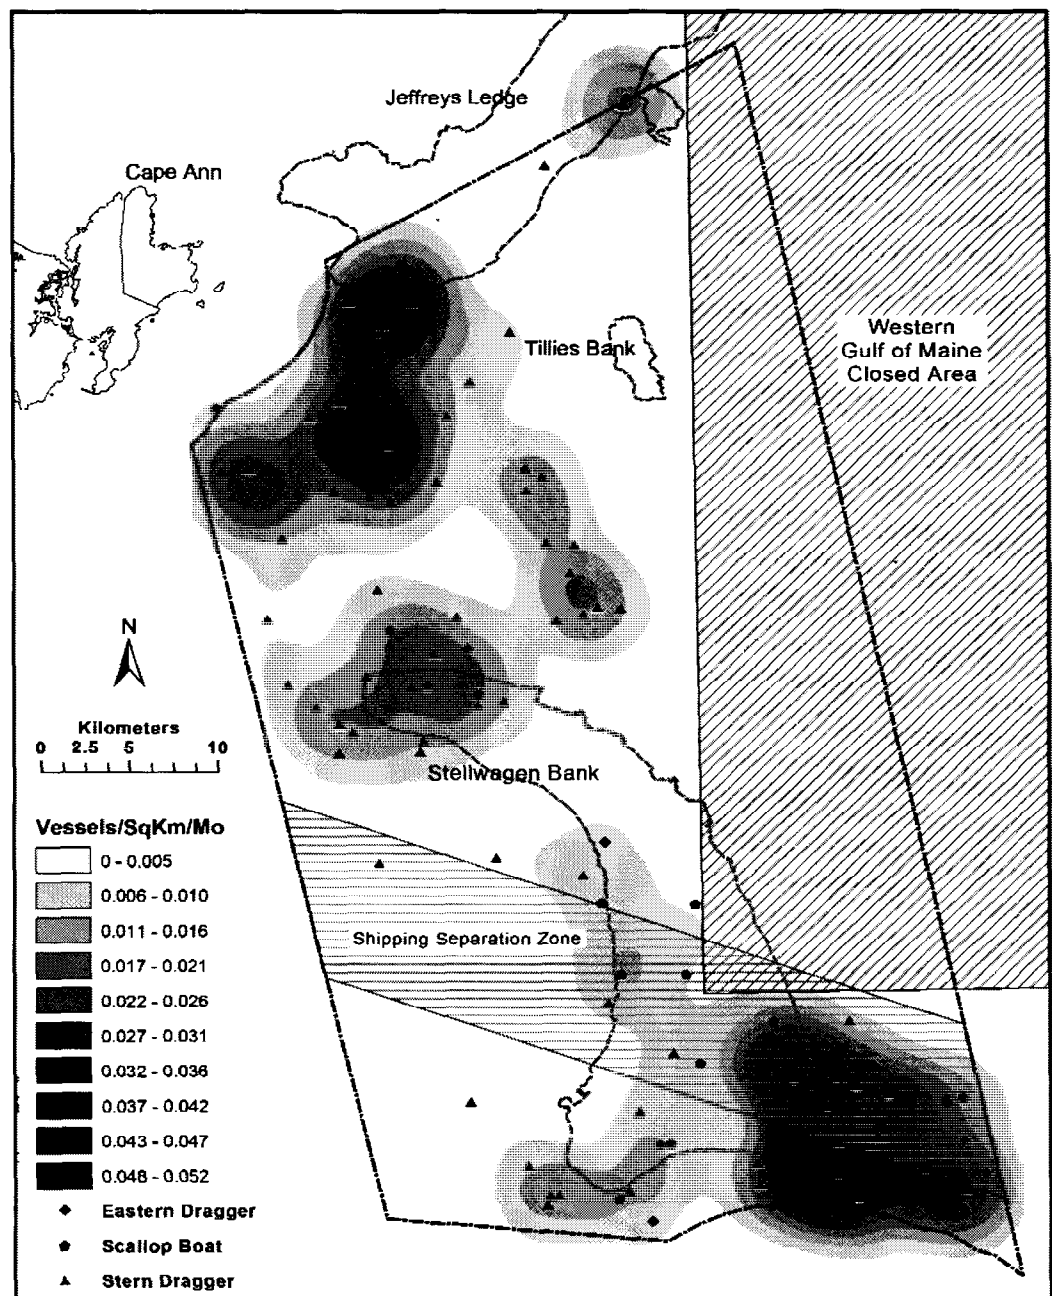 Jeffreys Ledge
Cape Ann
Tillies Bank
Western
Gulf of Maine
Closed Area
N
Kilometers
0 2.5 5 10
Stellwagen Bank
Vessels/SqKm/Mo
0 - 0.005
0.006 - 0.010
0.011 - 0.016
0.017 - 0.021
0.022 - 0.026
0.027 - 0.031
0.032 - 0.036
0.037 - 0.042
0.043 - 0.047
0.048 - 0.052
Shipping Separation Zone
Eastern Dragger
Scallop Boat
Stern Dragger